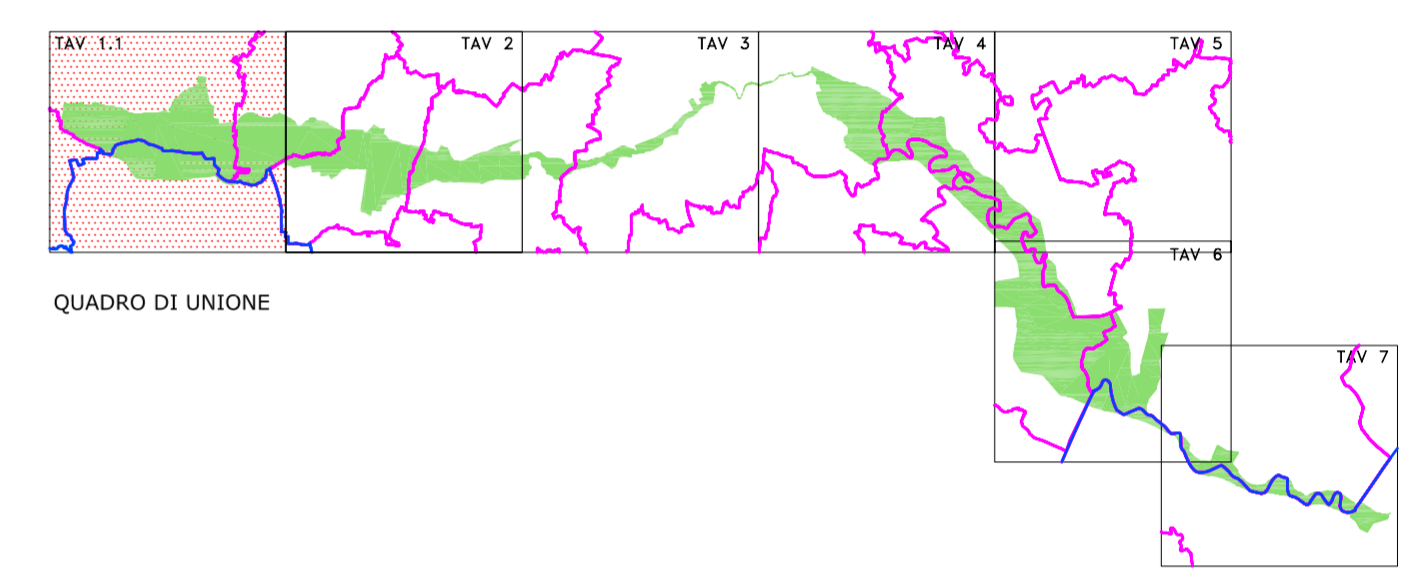 TAV 1.1
TAV 2
TAV 3
TAV 4
TAV 5
TAV 6
QUADRO DI UNIONE
TAV 7